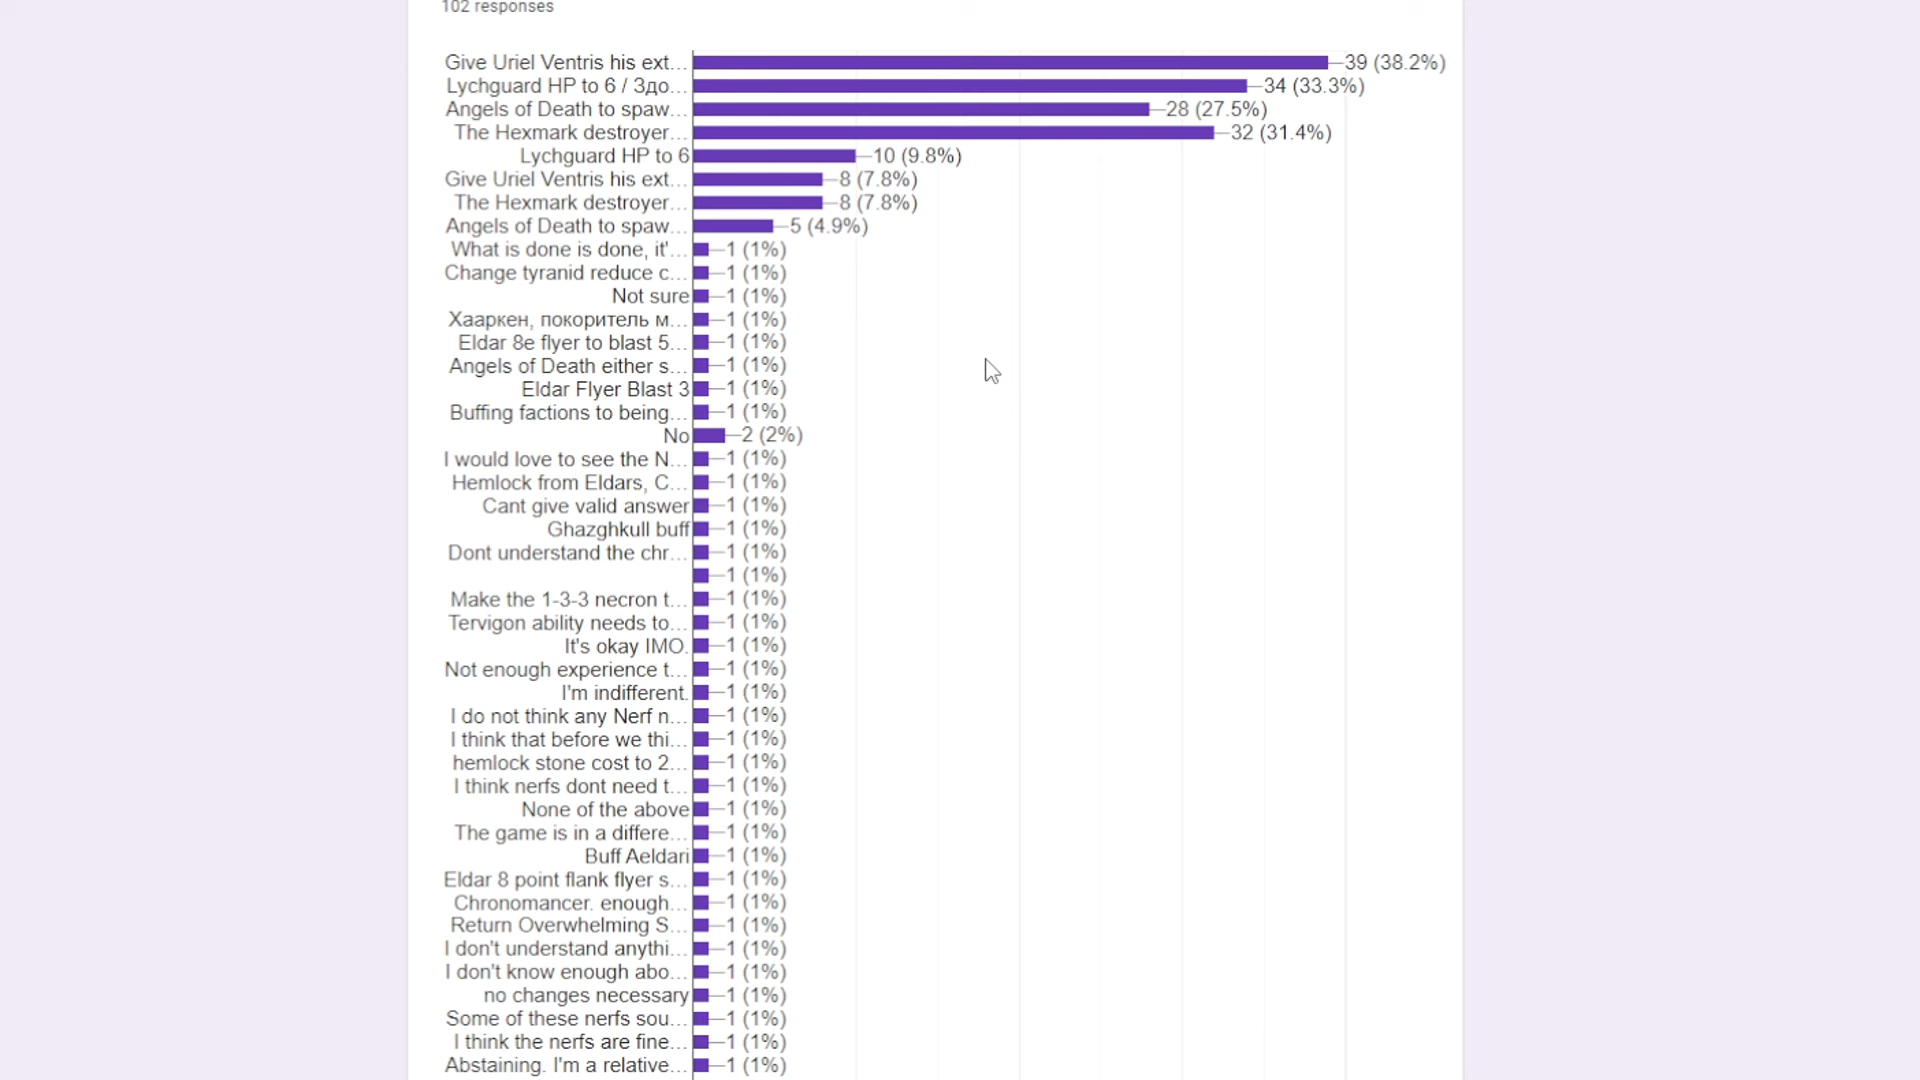 102 responses
Give Uriel Ventris his ext… 39 (38.2%)
Lychguard HP to 6 / 3до… 34 (33.3%)
Angels of Death to spaw… 28 (27.5%)
The Hexmark destroyer… 32 (31.4%)
Lychguard HP to 6 10 (9.8%)
Give Uriel Ventris his ext… 8 (7.8%)
The Hexmark destroyer… 8 (7.8%)
Angels of Death to spaw… 5 (4.9%)
What is done is done, it'… 1 (1%)
Change tyranid reduce c… 1 (1%)
Not sure 1 (1%)
Хааркен, покоритель м… 1 (1%)
Eldar 8e flyer to blast 5… 1 (1%)
Angels of Death either s… 1 (1%)
Eldar Flyer Blast 3 1 (1%)
Buffing factions to being… 1 (1%)
No 2 (2%)
I would love to see the N… 1 (1%)
Hemlock from Eldars, C… 1 (1%)
Cant give valid answer 1 (1%)
Ghazghkull buff 1 (1%)
Dont understand the chr… 1 (1%)
1 (1%)
Make the 1-3-3 necron t… 1 (1%)
Tervigon ability needs to… 1 (1%)
It's okay IMO. 1 (1%)
Not enough experience t… 1 (1%)
I'm indifferent. 1 (1%)
I do not think any Nerf n… 1 (1%)
I think that before we thi… 1 (1%)
hemlock stone cost to 2… 1 (1%)
I think nerfs dont need t… 1 (1%)
None of the above 1 (1%)
The game is in a differe… 1 (1%)
Buff Aeldari 1 (1%)
Eldar 8 point flank flyer s… 1 (1%)
Chronomancer. enough… 1 (1%)
Return Overwhelming S… 1 (1%)
I don't understand anythi… 1 (1%)
I don't know enough abo… 1 (1%)
no changes necessary 1 (1%)
Some of these nerfs sou… 1 (1%)
I think the nerfs are fine… 1 (1%)
Abstaining. I'm a relative… 1 (1%)